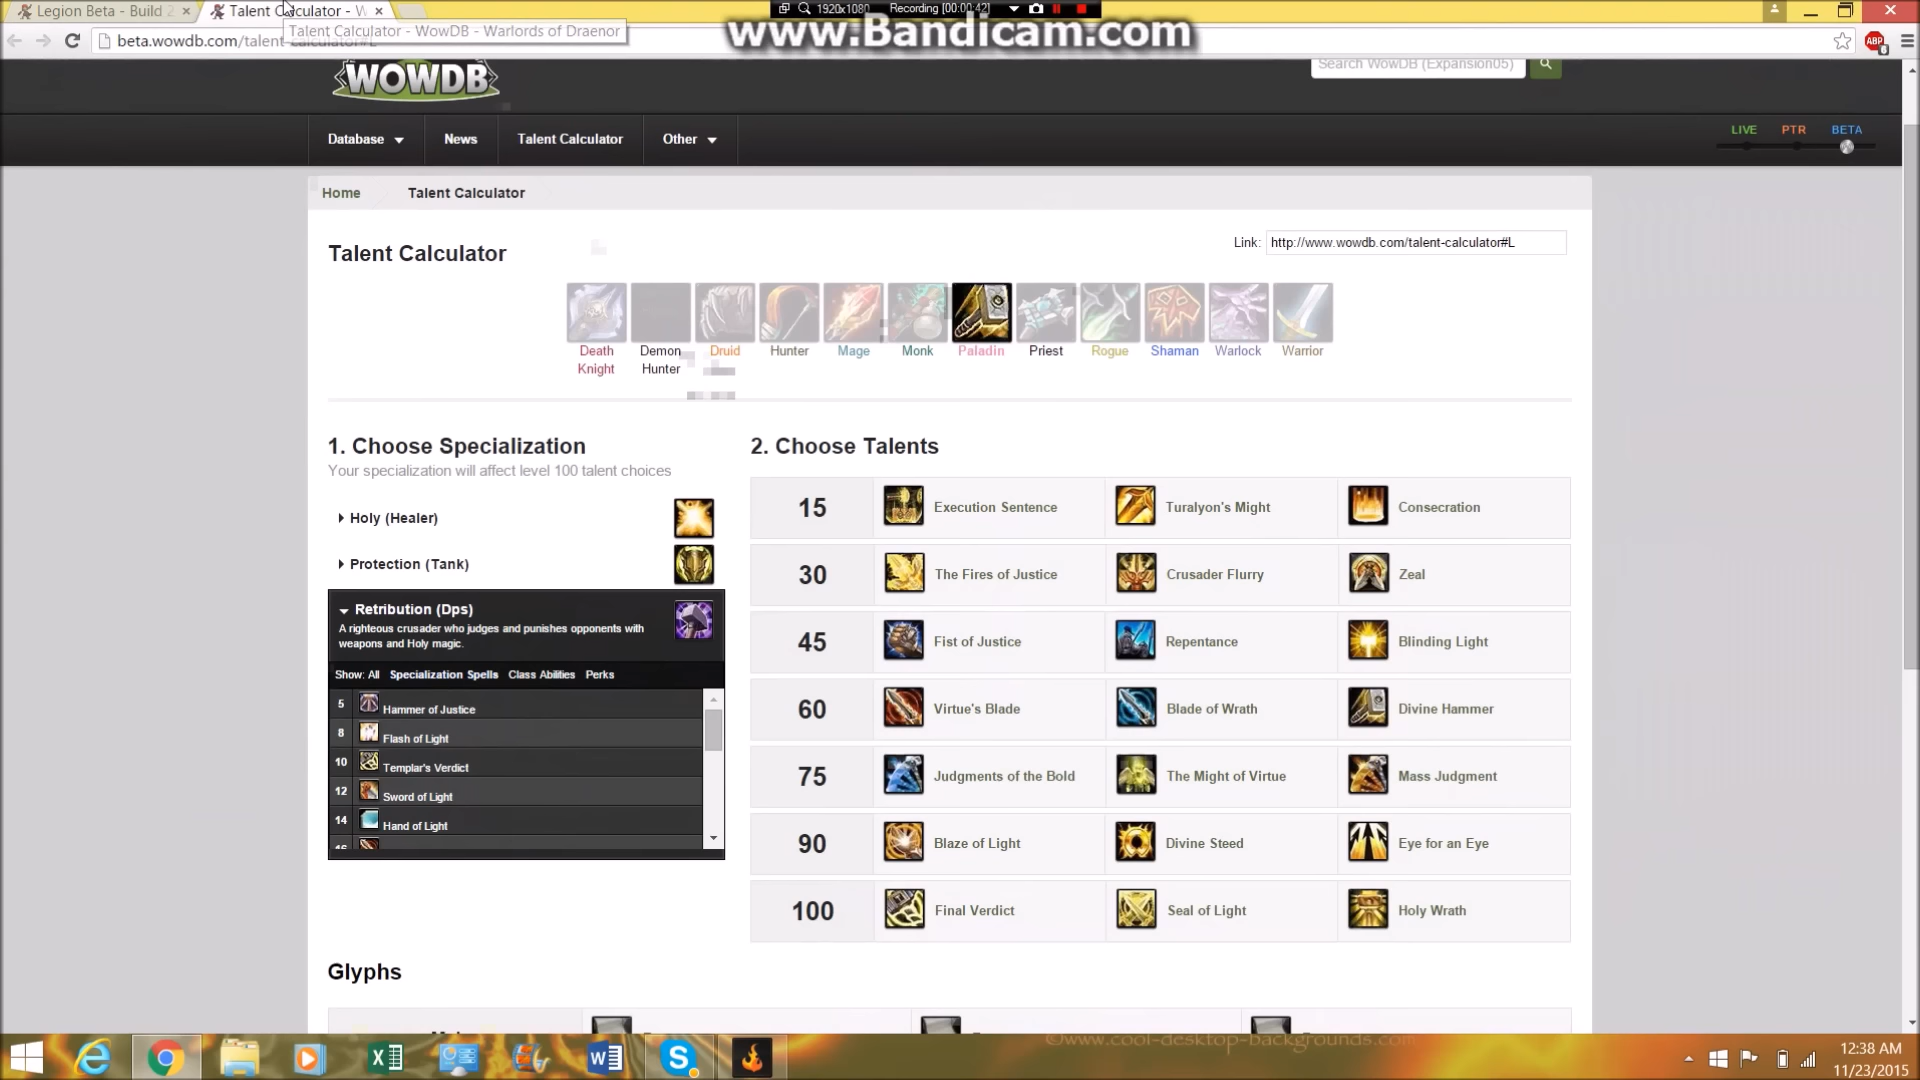 Legion Beta - Build 2
Talent Calculator - W
1920x1080 Recording [00:00:42]
www.Bandicam.com
Talent Calculator - WowDB - Warlords of Draenor
beta.wowdb.com/talent-calculator#L
ABP
WOWDB
Search WowDB (Expansion05)
Database
News
Talent Calculator
Other
LIVE
PTR
BETA
Home
Talent Calculator
Talent Calculator
Link: http://www.wowdb.com/talent-calculator#L
Death Knight
Demon Hunter
Druid
Hunter
Mage
Monk
Paladin
Priest
Rogue
Shaman
Warlock
Warrior
1. Choose Specialization
Your specialization will affect level 100 talent choices
Holy (Healer)
Protection (Tank)
Retribution (Dps)
A righteous crusader who judges and punishes opponents with
weapons and Holy magic.
Show: All Specialization Spells Class Abilities Perks
5 Hammer of Justice
8 Flash of Light
10 Templar's Verdict
12 Sword of Light
14 Hand of Light
16
2. Choose Talents
15 Execution Sentence Turalyon's Might Consecration
30 The Fires of Justice Crusader Flurry Zeal
45 Fist of Justice Repentance Blinding Light
60 Virtue's Blade Blade of Wrath Divine Hammer
75 Judgments of the Bold The Might of Virtue Mass Judgment
90 Blaze of Light Divine Steed Eye for an Eye
100 Final Verdict Seal of Light Holy Wrath
Glyphs
©www.cool-desktop-backgrounds.com
12:38 AM
11/23/2015